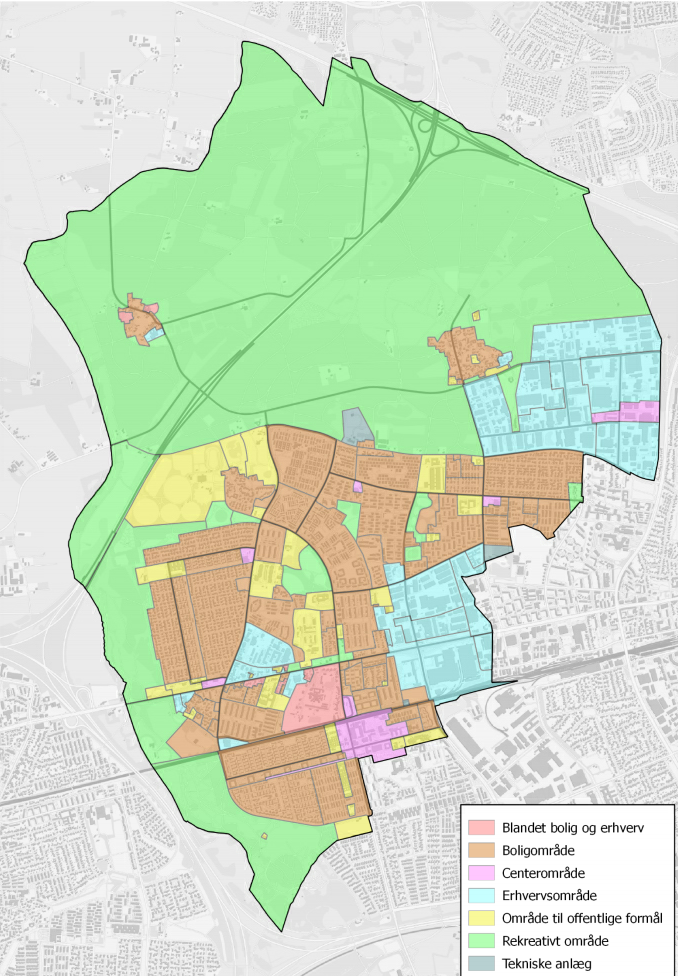 Blandet bolig og erhverv
Boligområde
Centerområde
Erhvervsområde
Område til offentlige formål
Rekreativt område
Tekniske anlæg